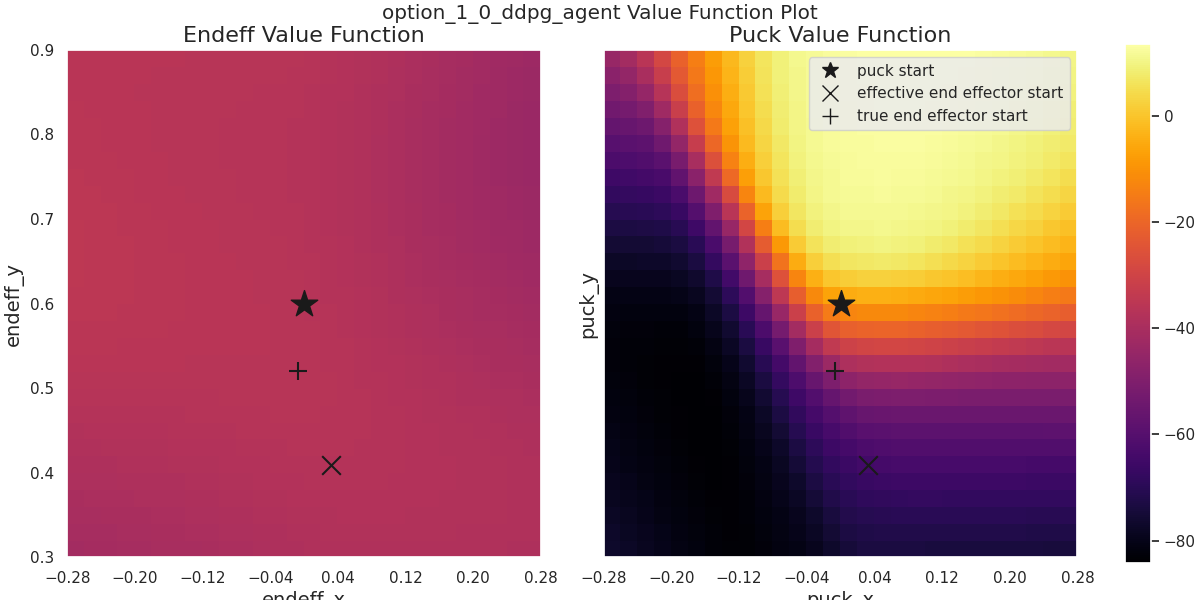 option_1_0_ddpg_agent Value Function Plot
Endeff Value Function
Puck Value Function
0.9
0.8
0.7
0.6
0.5
0.4
0.3
endeff_y
−0.28 −0.20 −0.12 −0.04 0.04 0.12 0.20 0.28
endeff_x
puck start
effective end effector start
true end effector start
puck_y
−0.28 −0.20 −0.12 −0.04 0.04 0.12 0.20 0.28
puck_x
0
−20
−40
−60
−80